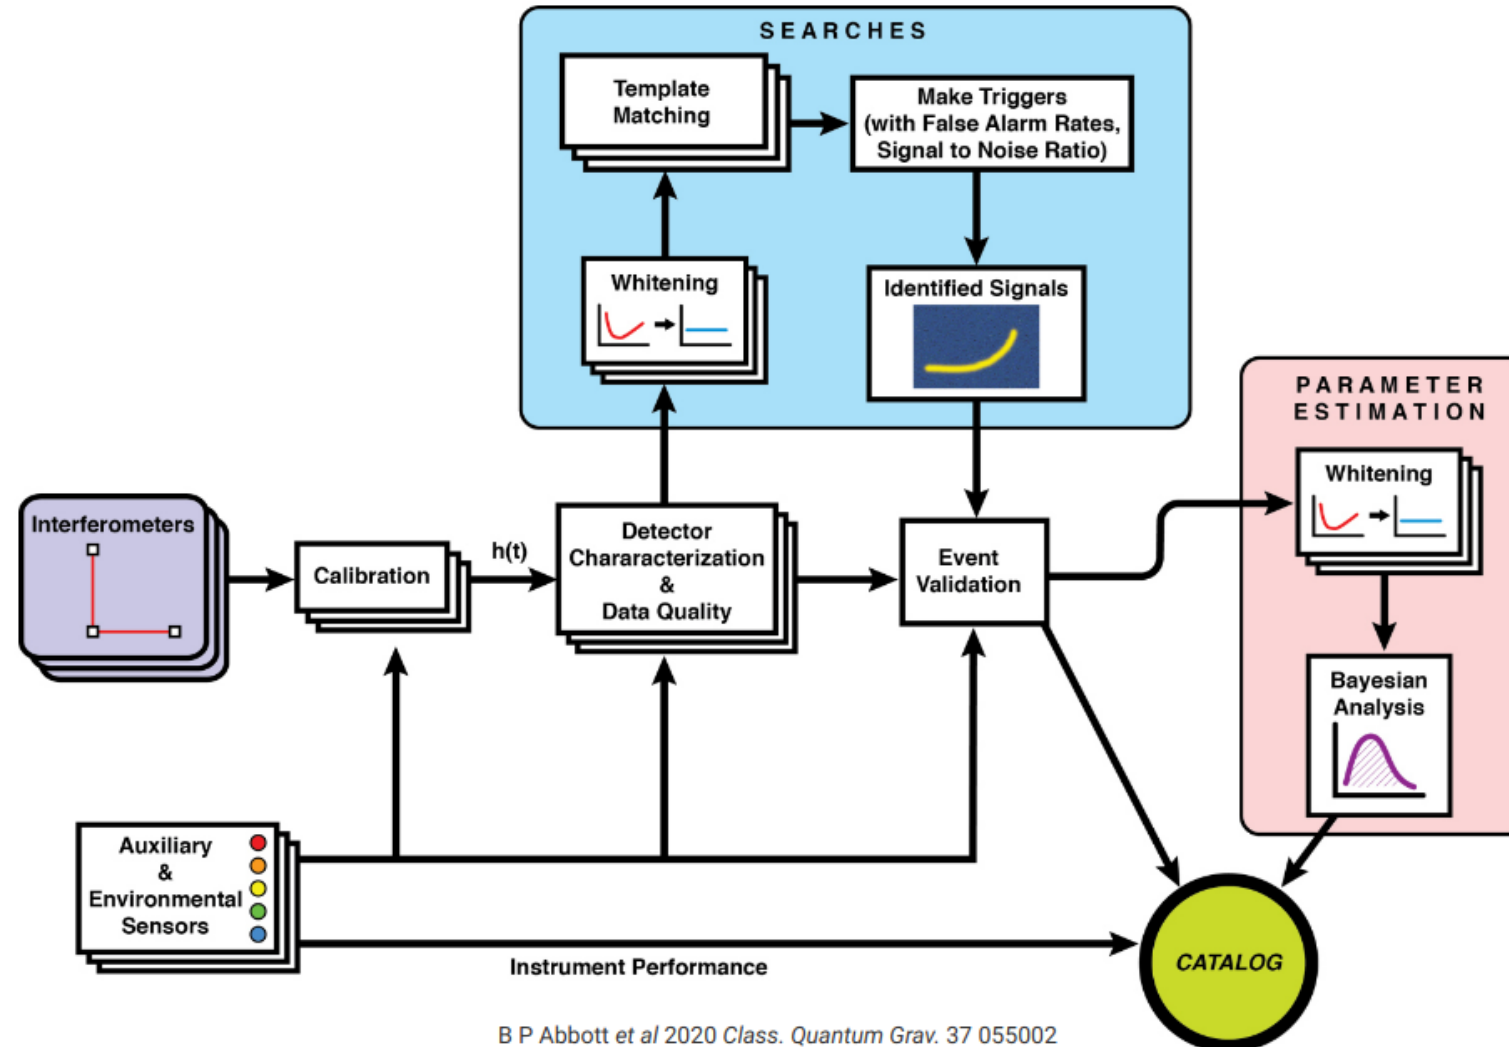 SEARCHES
Template
Matching
Make Triggers
(with False Alarm Rates,
Signal to Noise Ratio)
Whitening
Identified Signals
PARAMETER
ESTIMATION
Whitening
Interferometers
Calibration
h(t)
Detector
Chararacterization
&
Data Quality
Event
Validation
Bayesian
Analysis
Auxiliary
&
Environmental
Sensors
Instrument Performance
CATALOG
B P Abbott et al 2020 Class. Quantum Grav. 37 055002